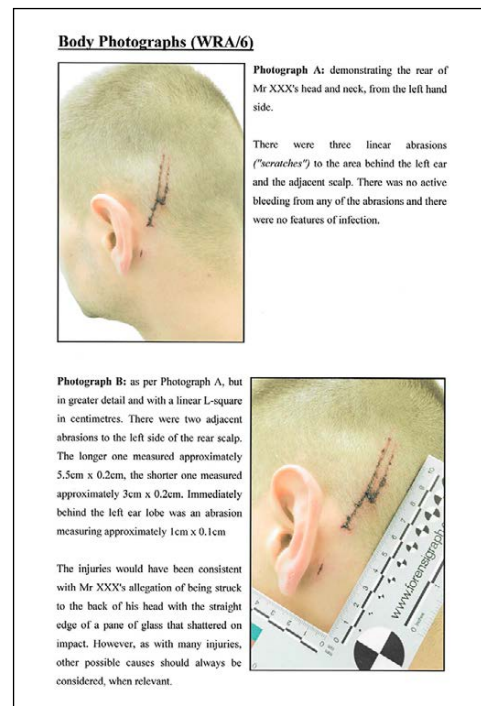 Body Photographs (WRA/6)
Photograph A: demonstrating the rear of
Mr XXX's head and neck, from the left hand
side.
There were three linear abrasions
("scratches") to the area behind the left ear
and the adjacent scalp. There was no active
bleeding from any of the abrasions and there
were no features of infection.
Photograph B: as per Photograph A, but
in greater detail and with a linear L-square
in centimetres. There were two adjacent
abrasions to the left side of the rear scalp.
The longer one measured approximately
5.5cm x 0.2cm, the shorter one measured
approximately 3cm x 0.2cm. Immediately
behind the left ear lobe was an abrasion
measuring approximately 1cm x 0.1cm
The injuries would have been consistent
with Mr XXX's allegation of being struck
to the back of his head with the straight
edge of a pane of glass that shattered on
impact. However, as with many injuries,
other possible causes should always be
considered, when relevant.
www.forensigraph